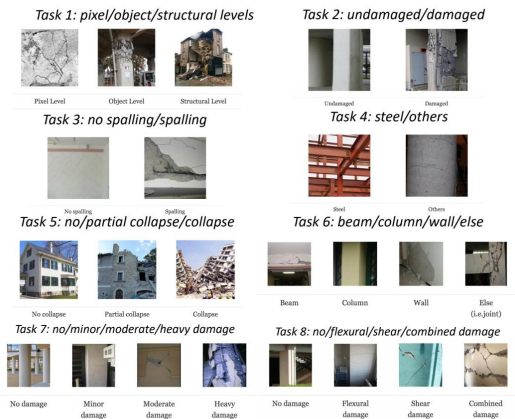 Task 1: pixel/object/structural levels
Pixel Level Object Level Structural Level
Task 2: undamaged/damaged
Undamaged Damaged
Task 3: no spalling/spalling
No spalling Spalling
Task 4: steel/others
Steel Others
Task 5: no/partial collapse/collapse
No collapse Partial collapse Collapse
Task 6: beam/column/wall/else
Beam Column Wall Else
(i.e.joint)
Task 7: no/minor/moderate/heavy damage
No damage Minor Moderate Heavy
damage damage damage
Task 8: no/flexural/shear/combined damage
No damage Flexural Shear Combined
damage damage damage